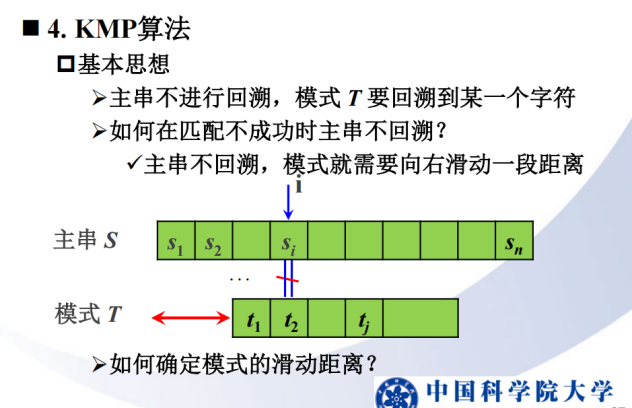 4. KMP算法
基本思想
主串不进行回溯，模式 T 要回溯到某一个字符
如何在匹配不成功时主串不回溯？
主串不回溯，模式就需要向右滑动一段距离
i
主串 S s₁ s₂ sᵢ sₙ
…
模式 T t₁ t₂ tⱼ
如何确定模式的滑动距离？
中国科学院大学